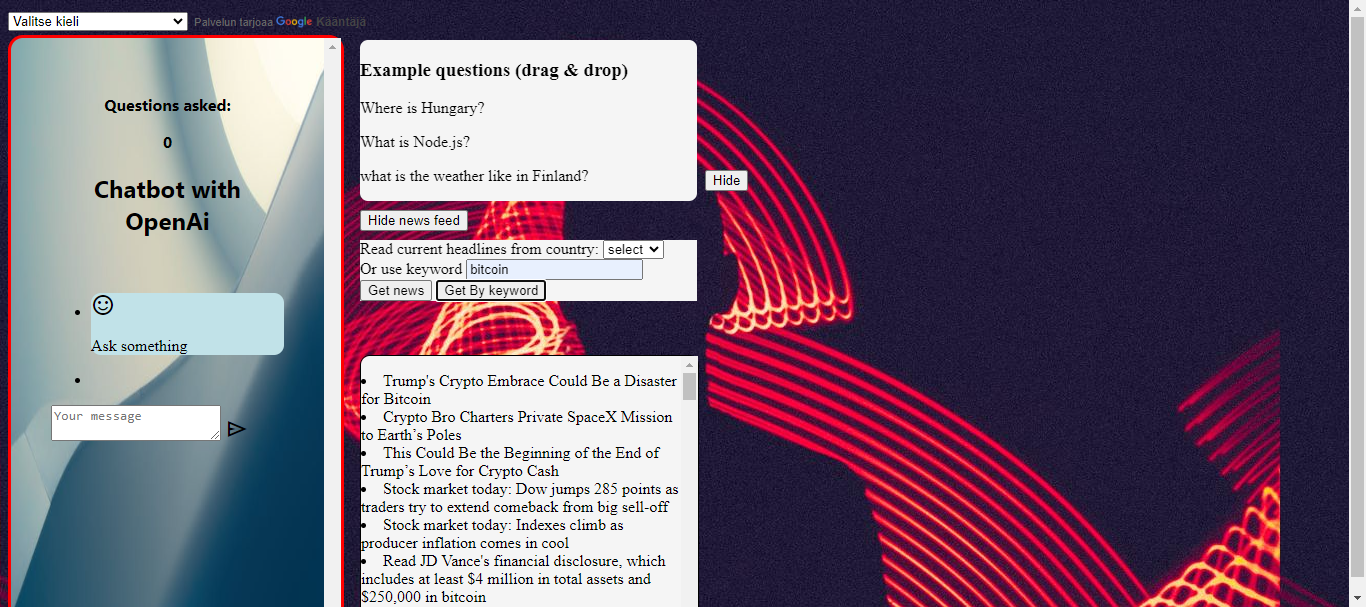 Valitse kieli
Palvelun tarjoaa Google Kääntäjä
Questions asked:
0
Chatbot with
OpenAi
Ask something
Your message
Example questions (drag & drop)
Where is Hungary?
What is Node.js?
what is the weather like in Finland?
Hide
Hide news feed
Read current headlines from country: select
Or use keyword bitcoin
Get news Get By keyword
Trump's Crypto Embrace Could Be a Disaster
for Bitcoin
Crypto Bro Charters Private SpaceX Mission
to Earth’s Poles
This Could Be the Beginning of the End of
Trump’s Love for Crypto Cash
Stock market today: Dow jumps 285 points as
traders try to extend comeback from big sell-off
Stock market today: Indexes climb as
producer inflation comes in cool
Read JD Vance's financial disclosure, which
includes at least $4 million in total assets and
$250,000 in bitcoin